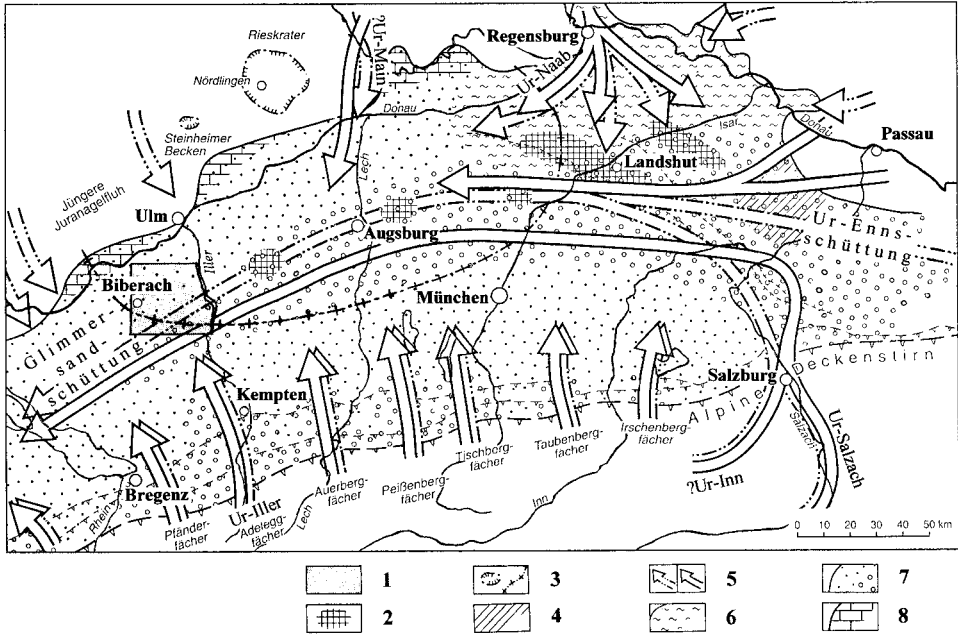 Rieskrater
Nördlingen
Steinheimer
Becken
?Ur-Main
Regensburg
Ur-Naab
Donau
Isar
Donau
Passau
Landshut
Lech
Jüngere
Juranagelfluh
Ulm
Augsburg
Ur-Enns-
schüttung
Biberach
Iller
München
Glimmer-
sand-
schüttung
Kempten
Salzburg
Alpine Deckenstirn
Salzach
Ur-Salzach
?Ur-Inn
Bregenz
Rhein
Pfänder-
fächer
Ur-Iller
Adelegg-
fächer
Lech
Auerberg-
fächer
Peißenberg-
fächer
Tischberg-
fächer
Taubenberg-
fächer
Irschenberg-
fächer
Inn
0 10 20 30 40 50 km
1 3 5 7
2 4 6 8